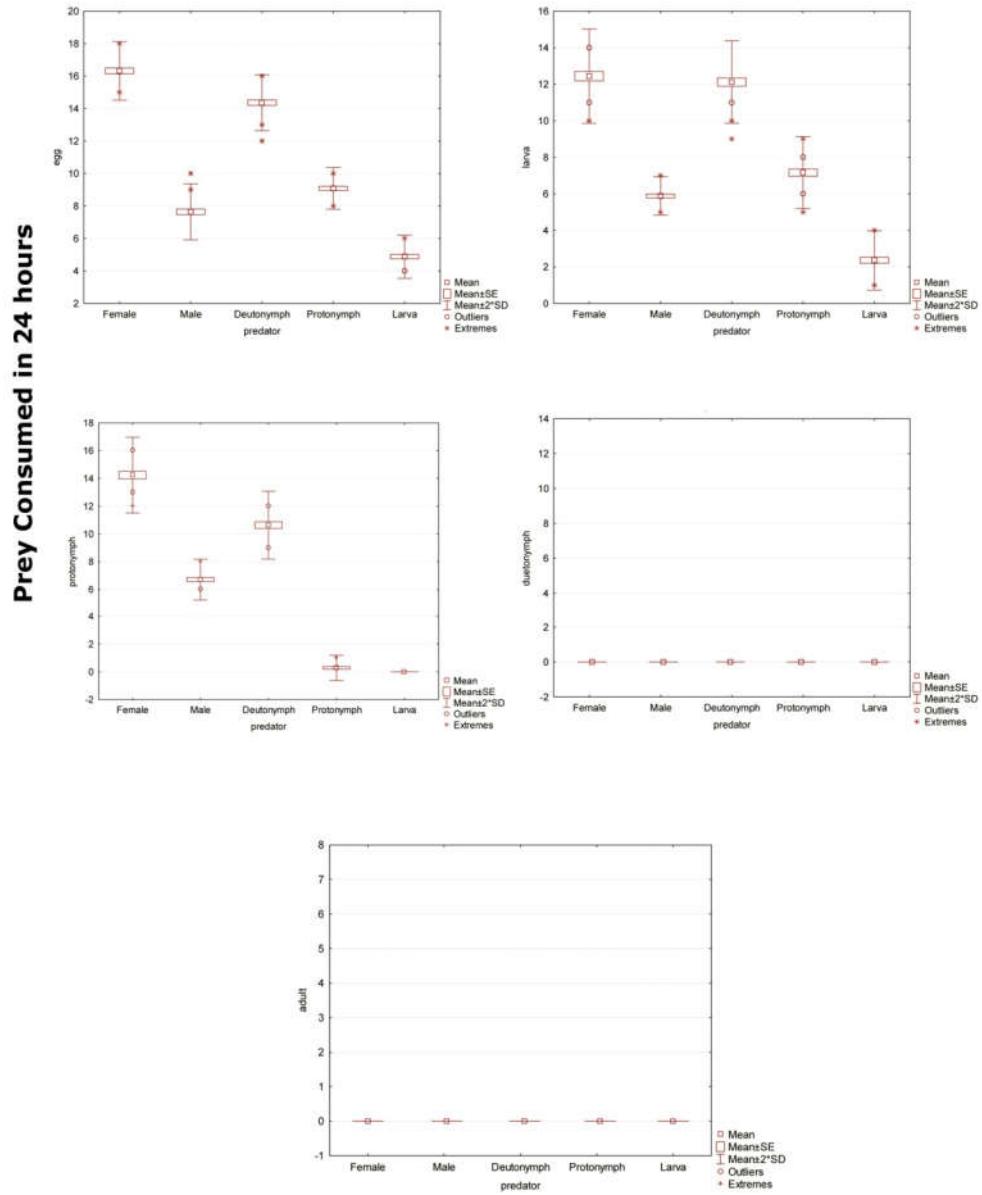 Prey Consumed in 24 hours
20
18
16
14
12
10
8
6
4
2
egg
Female Male Deutonymph Protonymph Larva
predator
Mean
Mean±SE
Mean±2*SD
Outliers
Extremes
16
14
12
10
8
6
4
2
0
larva
Female Male Deutonymph Protonymph Larva
predator
Mean
Mean±SE
Mean±2*SD
Outliers
Extremes
18
16
14
12
10
8
6
4
2
0
-2
protonymph
Female Male Deutonymph Protonymph Larva
predator
Mean
Mean±SE
Mean±2*SD
Outliers
Extremes
14
12
10
8
6
4
2
0
-2
duetonymph
Female Male Deutonymph Protonymph Larva
predator
Mean
Mean±SE
Mean±2*SD
Outliers
Extremes
8
7
6
5
4
3
2
1
0
-1
adult
Female Male Deutonymph Protonymph Larva
predator
Mean
Mean±SE
Mean±2*SD
Outliers
Extremes